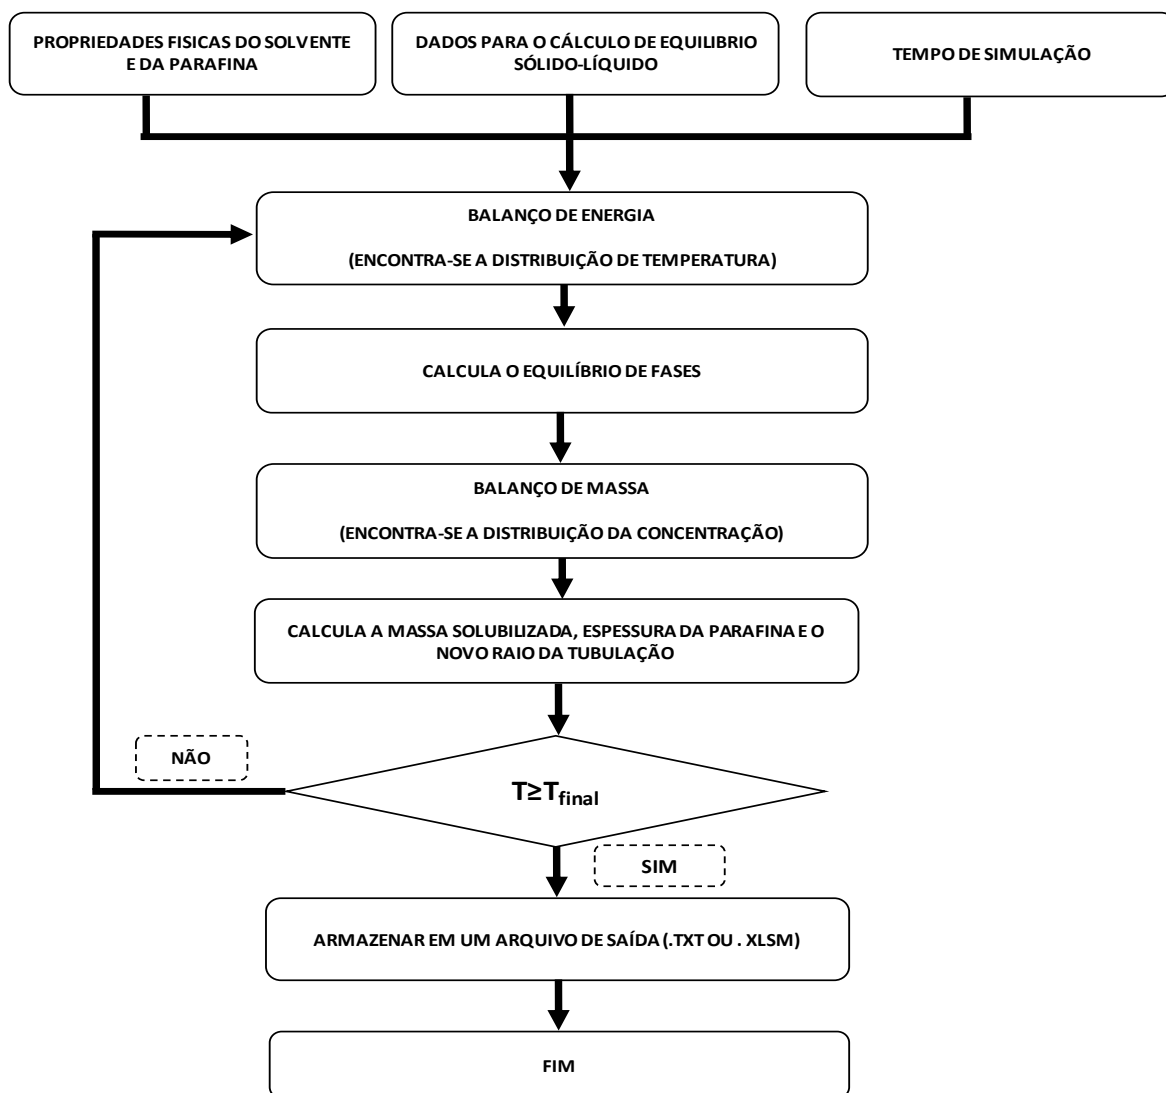 PROPRIEDADES FISICAS DO SOLVENTE
E DA PARAFINA
DADOS PARA O CÁLCULO DE EQUILIBRIO
SÓLIDO-LÍQUIDO
TEMPO DE SIMULAÇÃO
BALANÇO DE ENERGIA
(ENCONTRA-SE A DISTRIBUIÇÃO DE TEMPERATURA)
CALCULA O EQUILÍBRIO DE FASES
BALANÇO DE MASSA
(ENCONTRA-SE A DISTRIBUIÇÃO DA CONCENTRAÇÃO)
CALCULA A MASSA SOLUBILIZADA, ESPESSURA DA PARAFINA E O
NOVO RAIO DA TUBULAÇÃO
NÃO
T≥Tfinal
SIM
ARMAZENAR EM UM ARQUIVO DE SAÍDA (.TXT OU . XLSM)
FIM